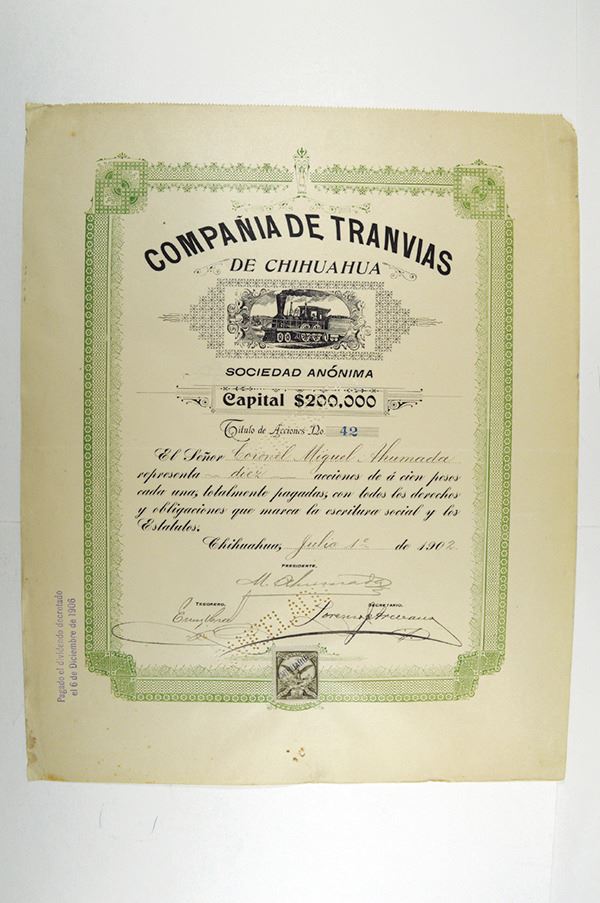 COMPAÑIA DE TRANVIAS
DE CHIHUAHUA
SOCIEDAD ANÓNIMA
Capital $200,000
Título de Acciones No. 42
El Señor Coronel Miguel Ahumada
representa diez acciones de á cien pesos
cada una, totalmente pagadas, con todos los derechos
y obligaciones que marca la escritura social y los
Estatutos.
Chihuahua, Julio 1º de 1902.
PRESIDENTE,
M. Ahumada
TESORERO,
SECRETARIO,
Pagado el dividendo decretado
el 6 de Diciembre de 1906